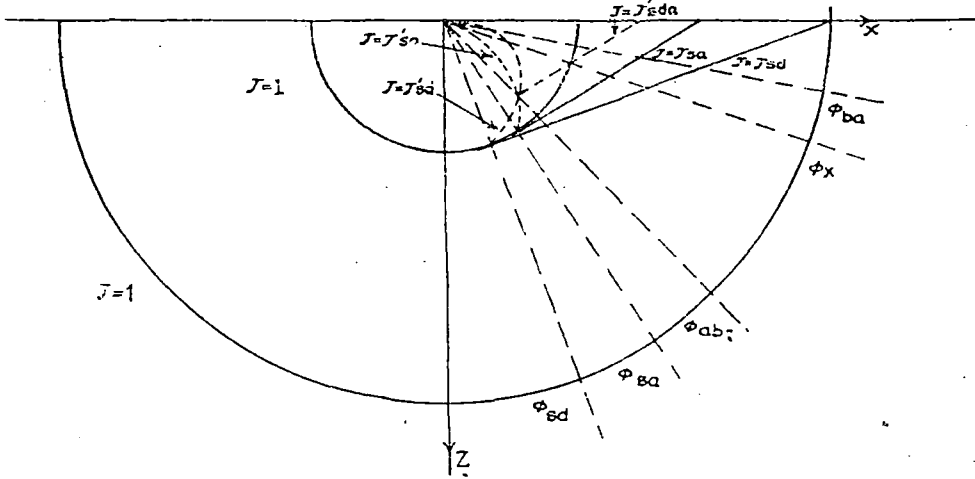 J=J'sda
x
J=J'sa
J=Jsa
J=Jsd
J=1
J=J'sd
ϕba
ϕx
J=1
ϕab
ϕsa
ϕsd
Z